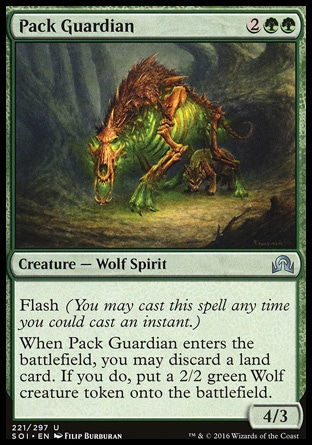 Pack Guardian 2
Creature — Wolf Spirit
Flash (You may cast this spell any time
you could cast an instant.)
When Pack Guardian enters the
battlefield, you may discard a land
card. If you do, put a 2/2 green Wolf
creature token onto the battlefield.
4/3
221/297 U
SOI • EN Filip Burburan
™ & © 2016 Wizards of the Coast